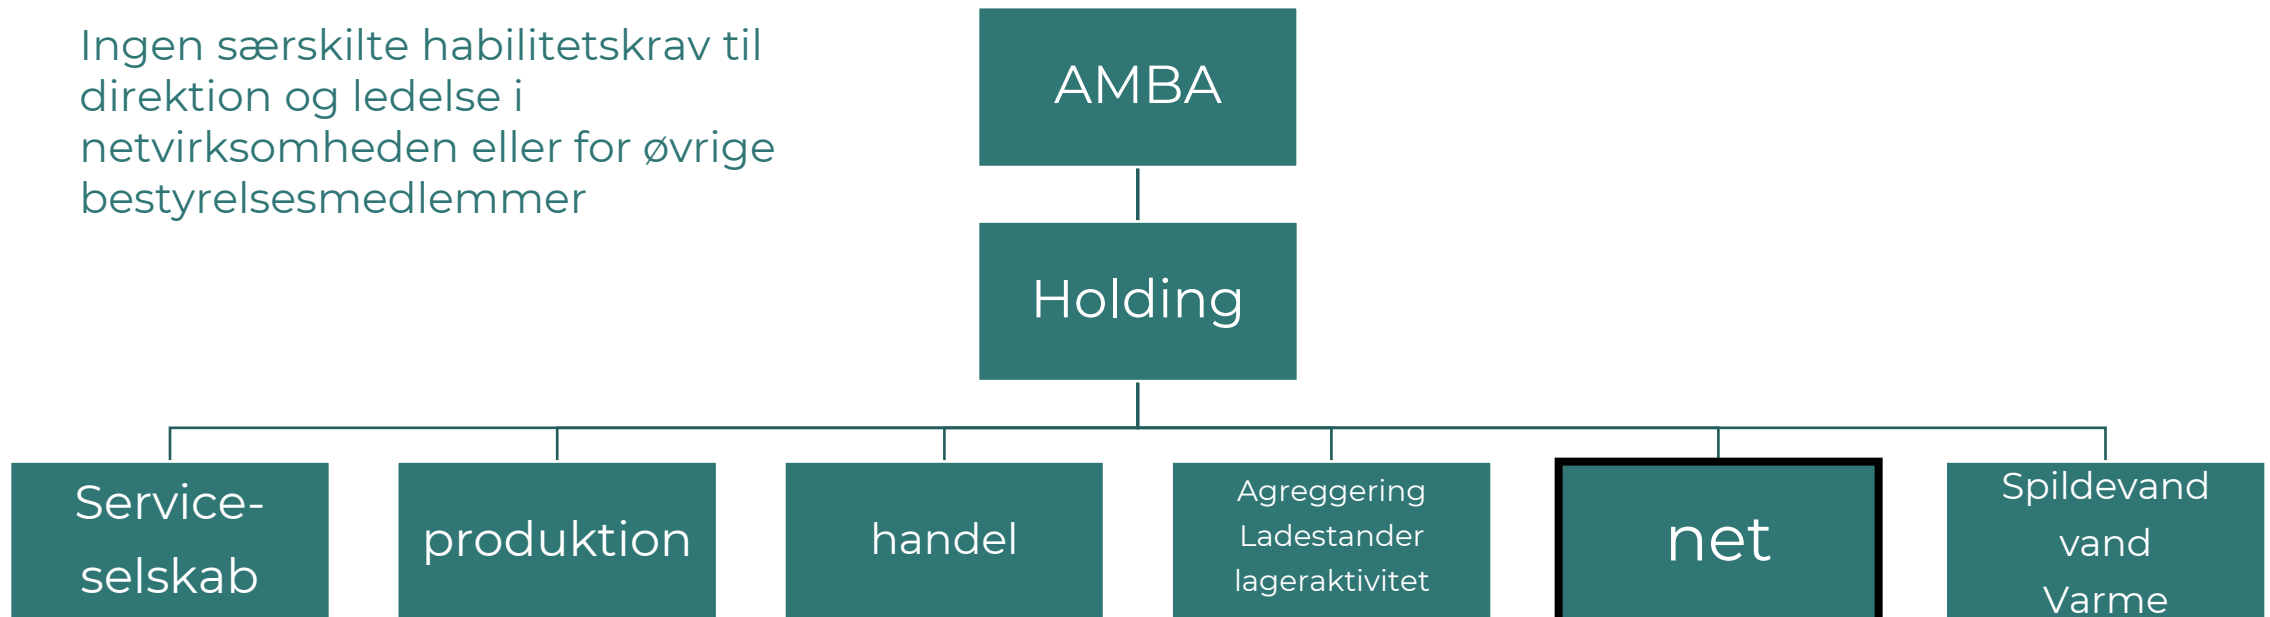 Ingen særskilte habilitetskrav til
direktion og ledelse i
netvirksomheden eller for øvrige
bestyrelsesmedlemmer
AMBA
Holding
Service-
selskab
produktion
handel
Agreggering
Ladestander
lageraktivitet
net
Spildevand
vand
Varme